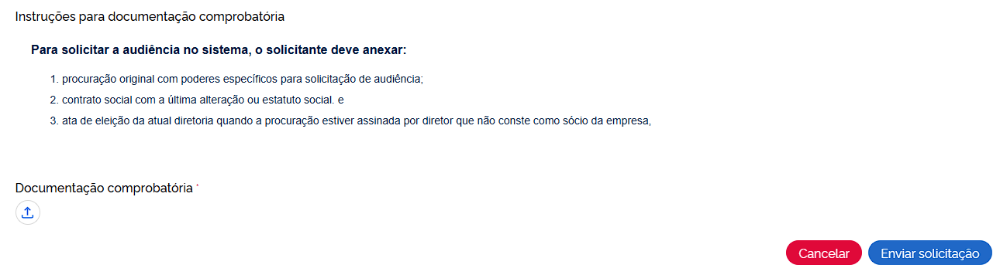 Instruções para documentação comprobatória
Para solicitar a audiência no sistema, o solicitante deve anexar:
1. procuração original com poderes específicos para solicitação de audiência;
2. contrato social com a última alteração ou estatuto social. e
3. ata de eleição da atual diretoria quando a procuração estiver assinada por diretor que não conste como sócio da empresa,
Documentação comprobatória *
Cancelar
Enviar solicitação